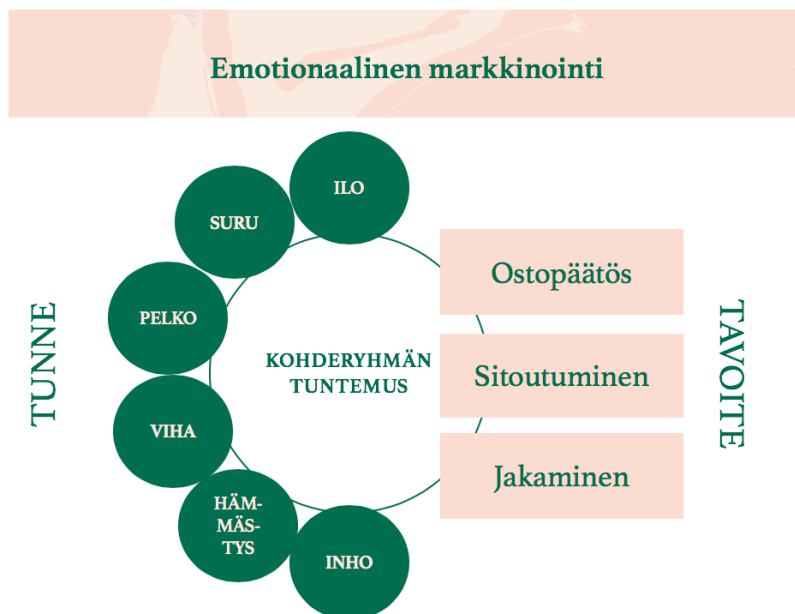 Emotionaalinen markkinointi
TUNNE
ILO
SURU
PELKO
VIHA
HÄM-
MÄS-
TYS
INHO
KOHDERYHMÄN
TUNTEMUS
Ostopäätös
Sitoutuminen
Jakaminen
TAVOITE